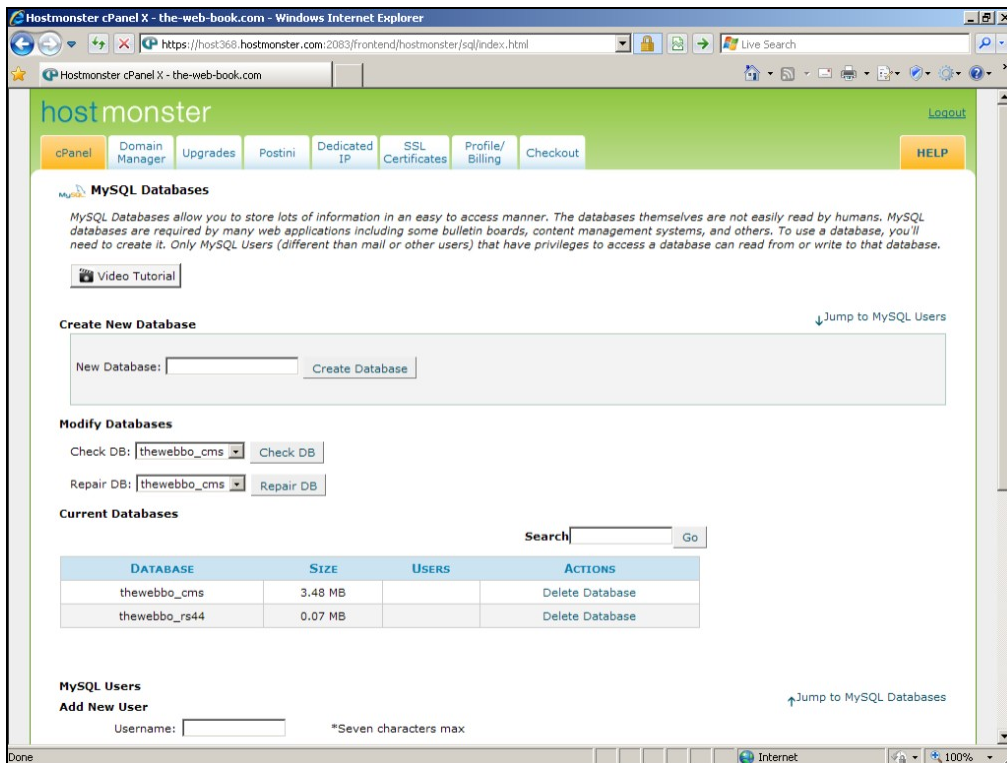 Hostmonster cPanel X - the-web-book.com - Windows Internet Explorer
https://host368.hostmonster.com:2083/frontend/hostmonster/sql/index.html
Live Search
Hostmonster cPanel X - the-web-book.com
hostmonster
Logout
cPanel Domain Manager Upgrades Postini Dedicated IP SSL Certificates Profile/ Billing Checkout HELP
MySQL MySQL Databases
MySQL Databases allow you to store lots of information in an easy to access manner. The databases themselves are not easily read by humans. MySQL
databases are required by many web applications including some bulletin boards, content management systems, and others. To use a database, you'll
need to create it. Only MySQL Users (different than mail or other users) that have privileges to access a database can read from or write to that database.
Video Tutorial
Jump to MySQL Users
Create New Database
New Database: Create Database
Modify Databases
Check DB: thewebbo_cms Check DB
Repair DB: thewebbo_cms Repair DB
Current Databases
Search Go
DATABASE SIZE USERS ACTIONS
thewebbo_cms 3.48 MB Delete Database
thewebbo_rs44 0.07 MB Delete Database
MySQL Users
Jump to MySQL Databases
Add New User
Username: *Seven characters max
Done Internet 100%